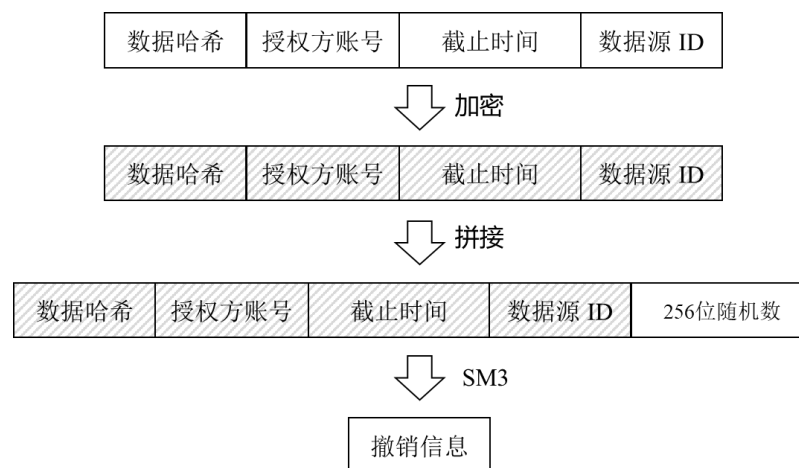 数据哈希 授权方账号 截止时间 数据源 ID
加密
数据哈希 授权方账号 截止时间 数据源 ID
拼接
数据哈希 授权方账号 截止时间 数据源 ID 256位随机数
SM3
撤销信息